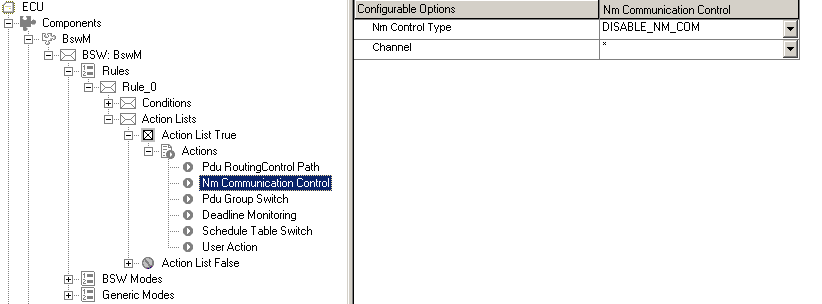 ECU
Components
BswM
BSW: BswM
Rules
Rule_0
Conditions
Action Lists
Action List True
Actions
Pdu RoutingControl Path
Nm Communication Control
Pdu Group Switch
Deadline Monitoring
Schedule Table Switch
User Action
Action List False
BSW Modes
Generic Modes
Configurable Options Nm Communication Control
Nm Control Type DISABLE_NM_COM
Channel *